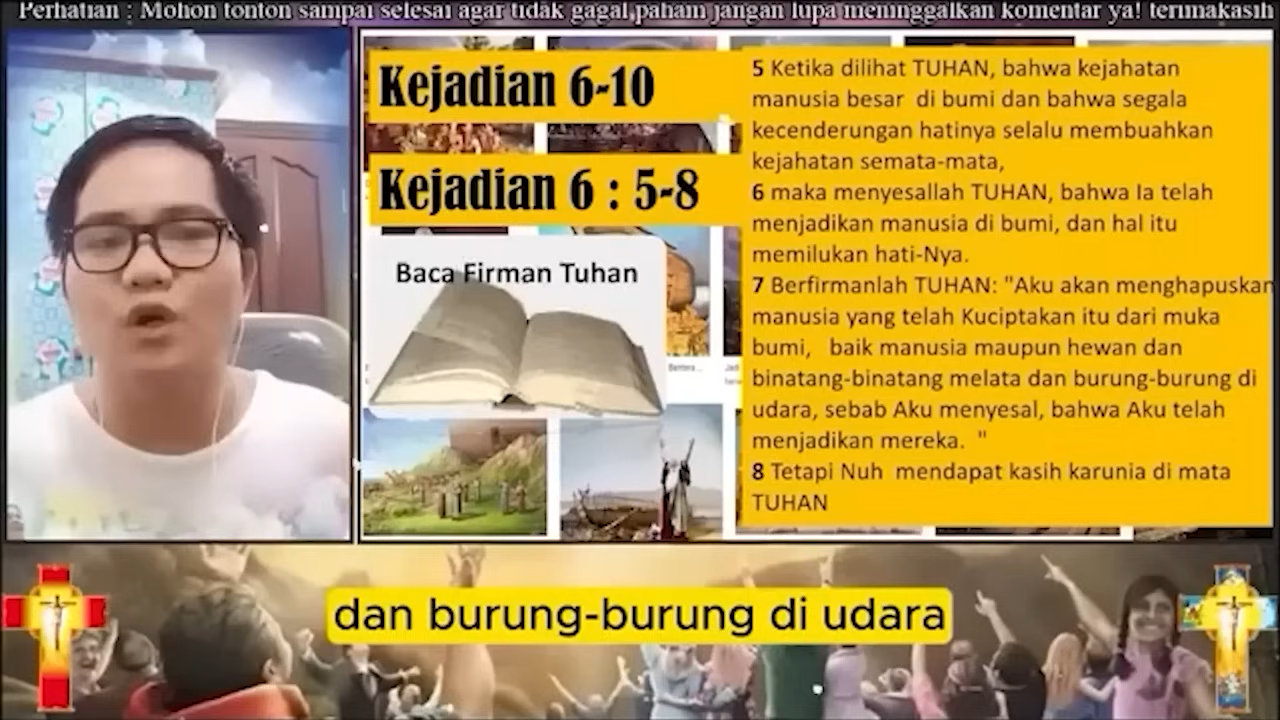 Perhatian : Mohon tonton sampai selesai agar tidak gagal paham jangan lupa meninggalkan komentar ya! terimakasih
Kejadian 6-10
Kejadian 6 : 5-8
Baca Firman Tuhan
5 Ketika dilihat TUHAN, bahwa kejahatan
manusia besar di bumi dan bahwa segala
kecenderungan hatinya selalu membuahkan
kejahatan semata-mata,
6 maka menyesallah TUHAN, bahwa Ia telah
menjadikan manusia di bumi, dan hal itu
memilukan hati-Nya.
7 Berfirmanlah TUHAN: "Aku akan menghapuskan
manusia yang telah Kuciptakan itu dari muka
bumi, baik manusia maupun hewan dan
binatang-binatang melata dan burung-burung di
udara, sebab Aku menyesal, bahwa Aku telah
menjadikan mereka. "
8 Tetapi Nuh mendapat kasih karunia di mata
TUHAN
dan burung-burung di udara